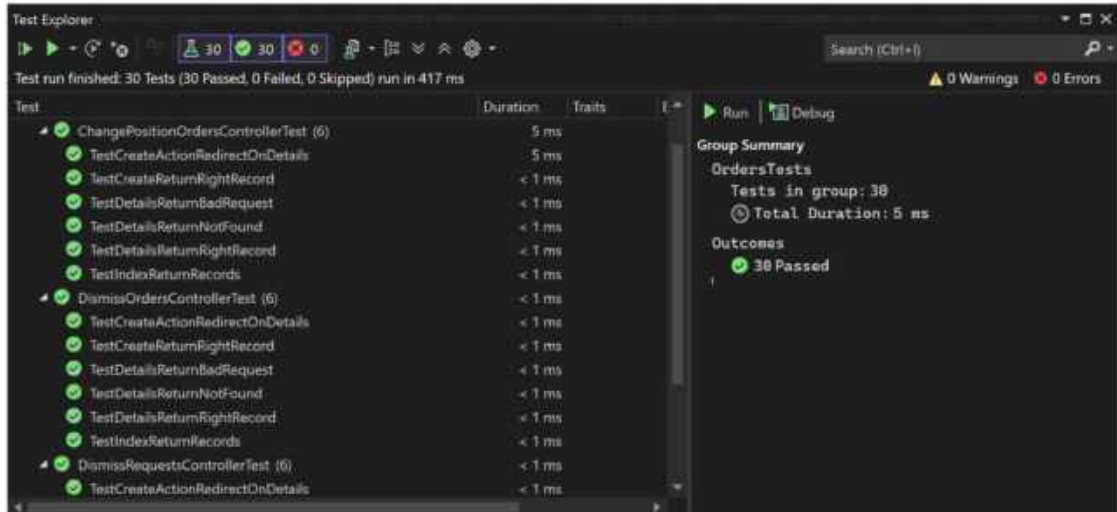 Test Explorer
30 30 0
Search (Ctrl+I)
Test run finished: 30 Tests (30 Passed, 0 Failed, 0 Skipped) run in 417 ms
0 Warnings 0 Errors
Test Duration Traits E
ChangePositionOrdersControllerTest (6) 5 ms
TestCreateActionRedirectOnDetails 5 ms
TestCreateReturnRightRecord < 1 ms
TestDetailsReturnBadRequest < 1 ms
TestDetailsReturnNotFound < 1 ms
TestDetailsReturnRightRecord < 1 ms
TestIndexReturnRecords < 1 ms
DismissOrdersControllerTest (6) < 1 ms
TestCreateActionRedirectOnDetails < 1 ms
TestCreateReturnRightRecord < 1 ms
TestDetailsReturnBadRequest < 1 ms
TestDetailsReturnNotFound < 1 ms
TestDetailsReturnRightRecord < 1 ms
TestIndexReturnRecords < 1 ms
DismissRequestsControllerTest (6) < 1 ms
TestCreateActionRedirectOnDetails < 1 ms
Run Debug
Group Summary
OrdersTests
Tests in group: 30
Total Duration: 5 ms
Outcomes
30 Passed